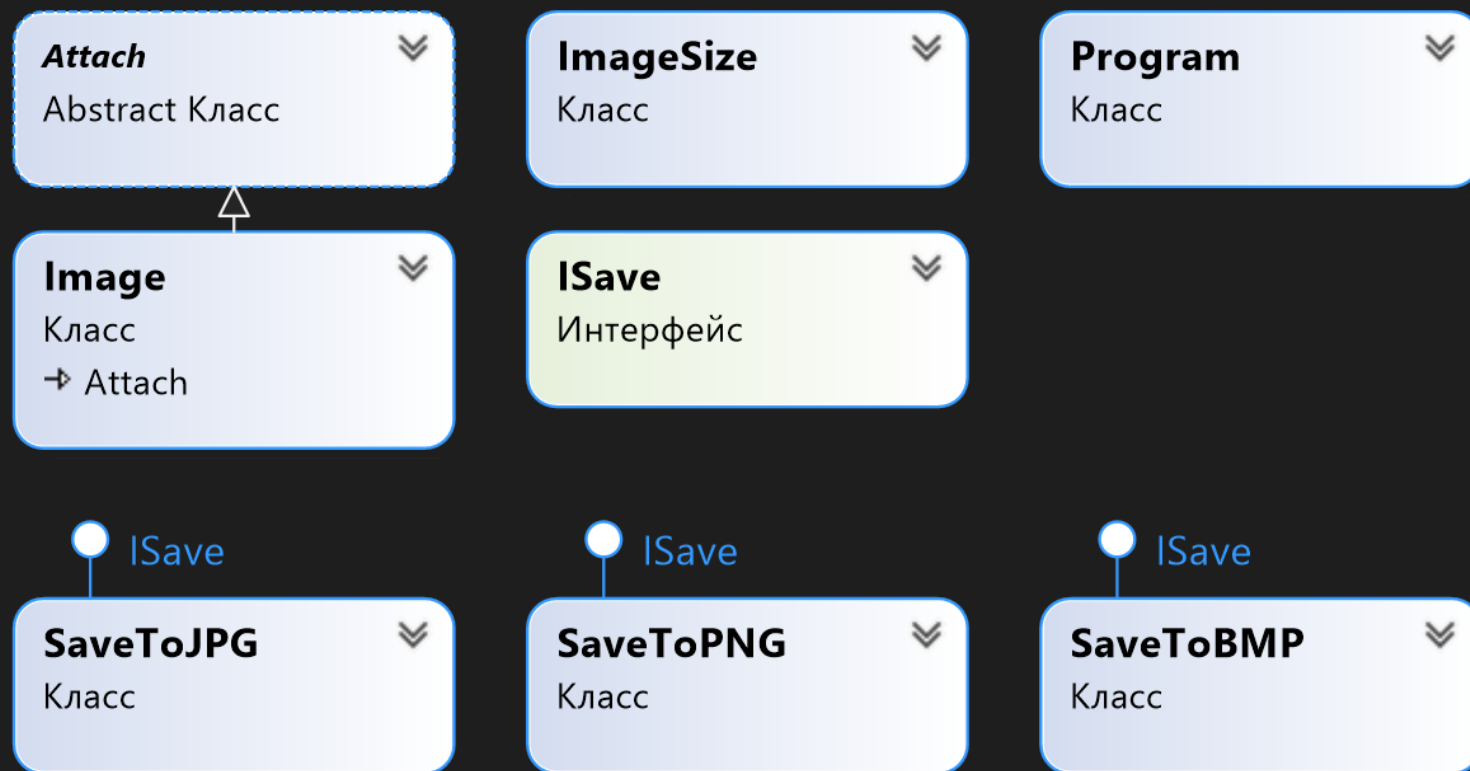 Attach
Abstract Класс
ImageSize
Класс
Program
Класс
Image
Класс
Attach
ISave
Интерфейс
ISave
SaveToJPG
Класс
ISave
SaveToPNG
Класс
ISave
SaveToBMP
Класс